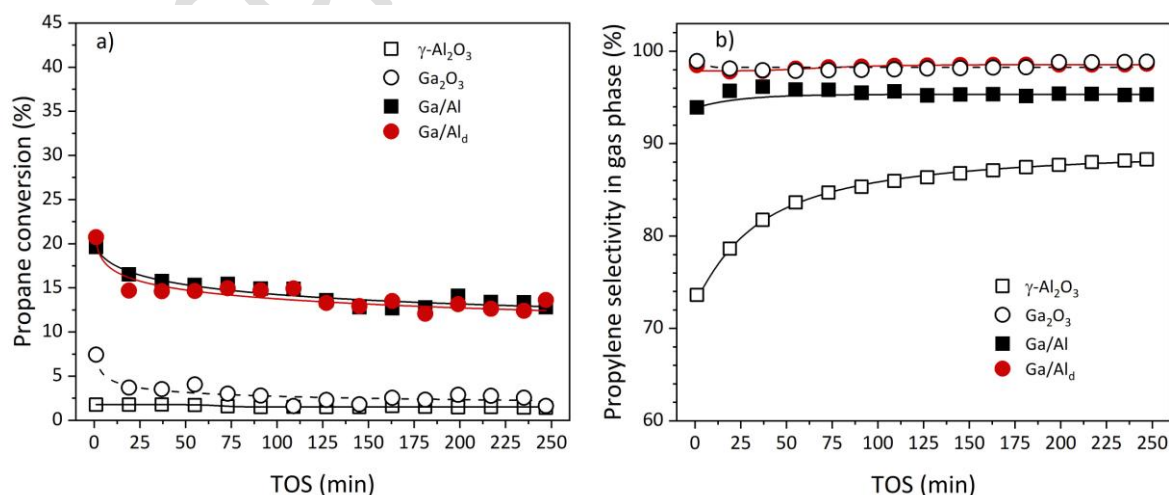 a)
γ-Al2O3
Ga2O3
Ga/Al
Ga/Ald
Propane conversion (%)
45
40
35
30
25
20
15
10
5
0
0 25 50 75 100 125 150 175 200 225 250
TOS (min)
b)
γ-Al2O3
Ga2O3
Ga/Al
Ga/Ald
Propylene selectivity in gas phase (%)
100
90
80
70
60
0 25 50 75 100 125 150 175 200 225 250
TOS (min)